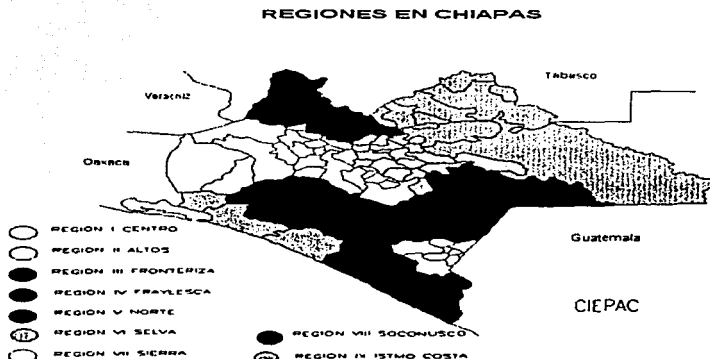 REGIONES EN CHIAPAS
Tabasco
Veracruz
Oaxaca
Guatemala
CIEPAC
REGION I CENTRO
REGION II ALTOS
REGION III FRONTERIZA
REGION IV FRAYLESCA
REGION V NORTE
REGION VI SELVA
REGION VII SIERRA
REGION VIII SOCONUSCO
REGION IX ISTMO COSTA